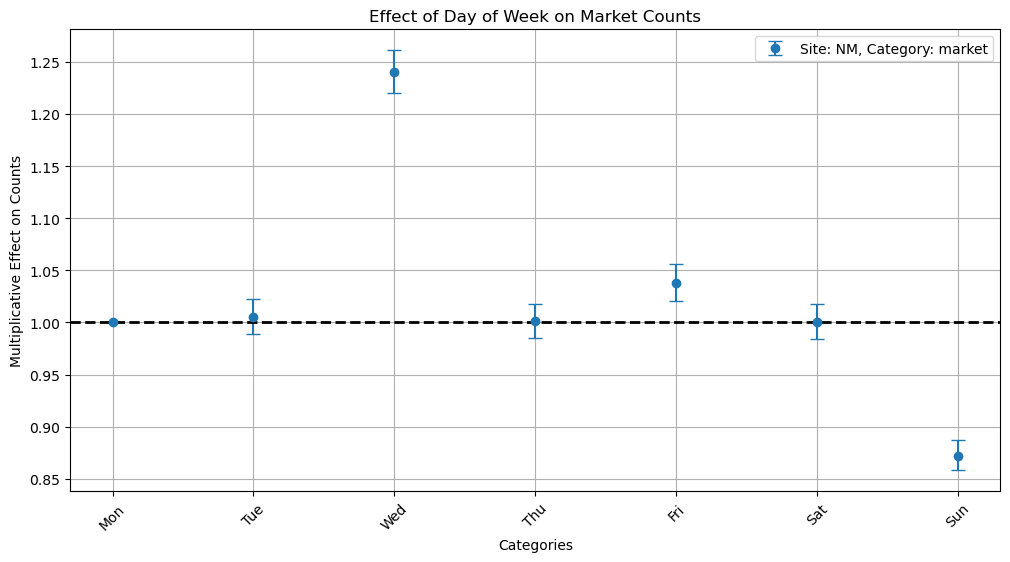 Effect of Day of Week on Market Counts
Site: NM, Category: market
Multiplicative Effect on Counts
1.25
1.20
1.15
1.10
1.05
1.00
0.95
0.90
0.85
Mon
Tue
Wed
Thu
Fri
Sat
Sun
Categories